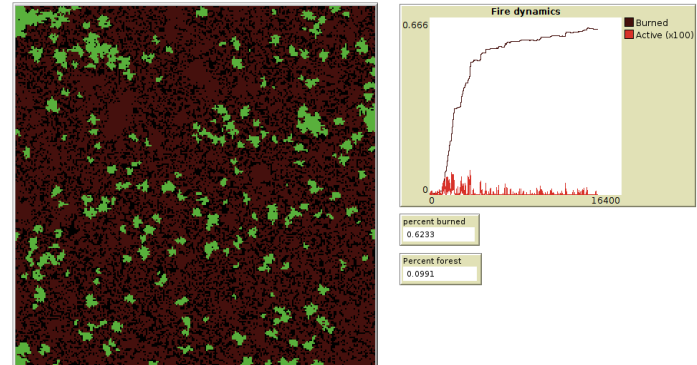 Fire dynamics
0.666
0
0
16400
Burned
Active (x100)
percent burned
0.6233
Percent forest
0.0991